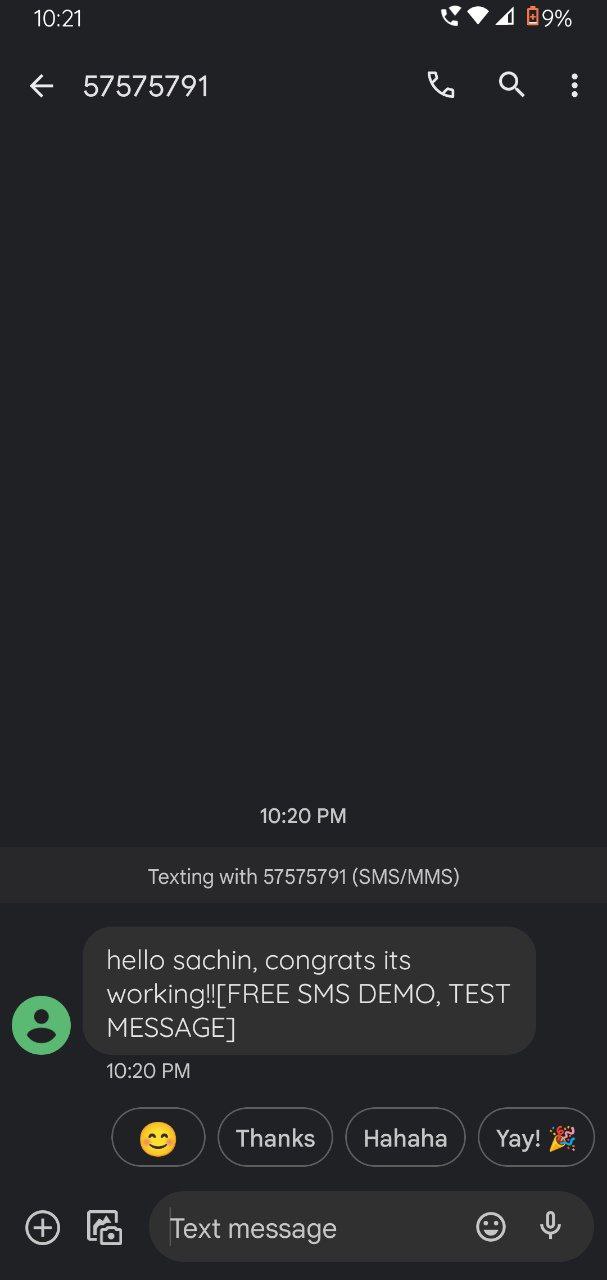 10:21
9%
57575791
10:20 PM
Texting with 57575791 (SMS/MMS)
hello sachin, congrats its
working!![FREE SMS DEMO, TEST
MESSAGE]
10:20 PM
😊 Thanks Hahaha Yay! 🎉
Text message